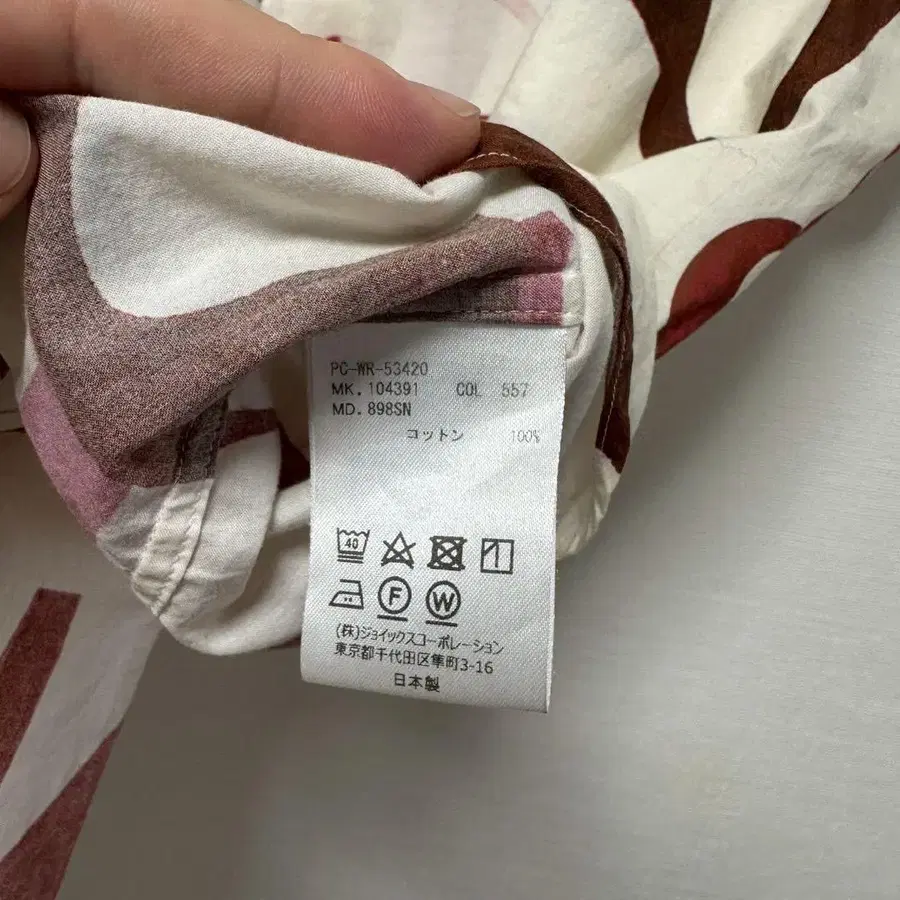 PC-WR-53420
MK. 104391 COL 557
MD. 898SN
コットン 100%
40
F W
(株)ジョイックスコーポレーション
東京都千代田区隼町3-16
日本製